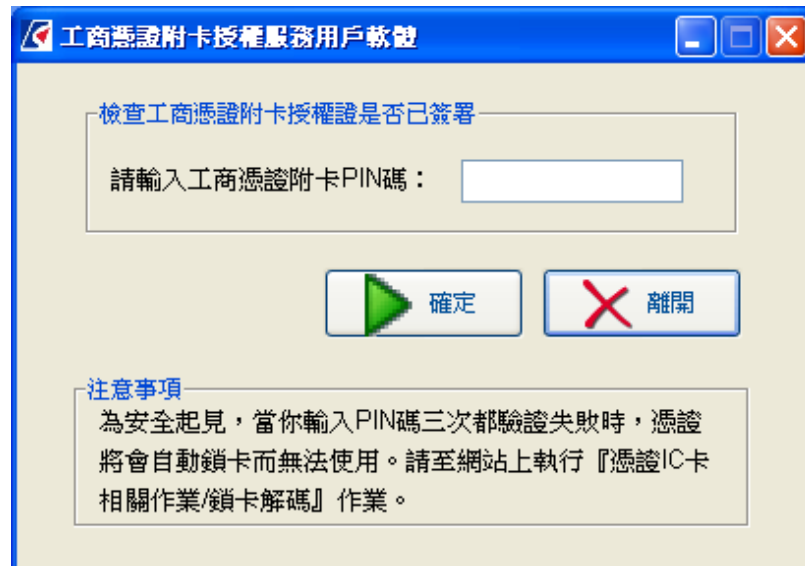 工商憑證附卡授權服務用戶軟體
檢查工商憑證附卡授權證是否已簽署
請輸入工商憑證附卡PIN碼：
確定
離開
注意事項
為安全起見，當你輸入PIN碼三次都驗證失敗時，憑證
將會自動鎖卡而無法使用。請至網站上執行『憑證IC卡
相關作業/鎖卡解碼』作業。